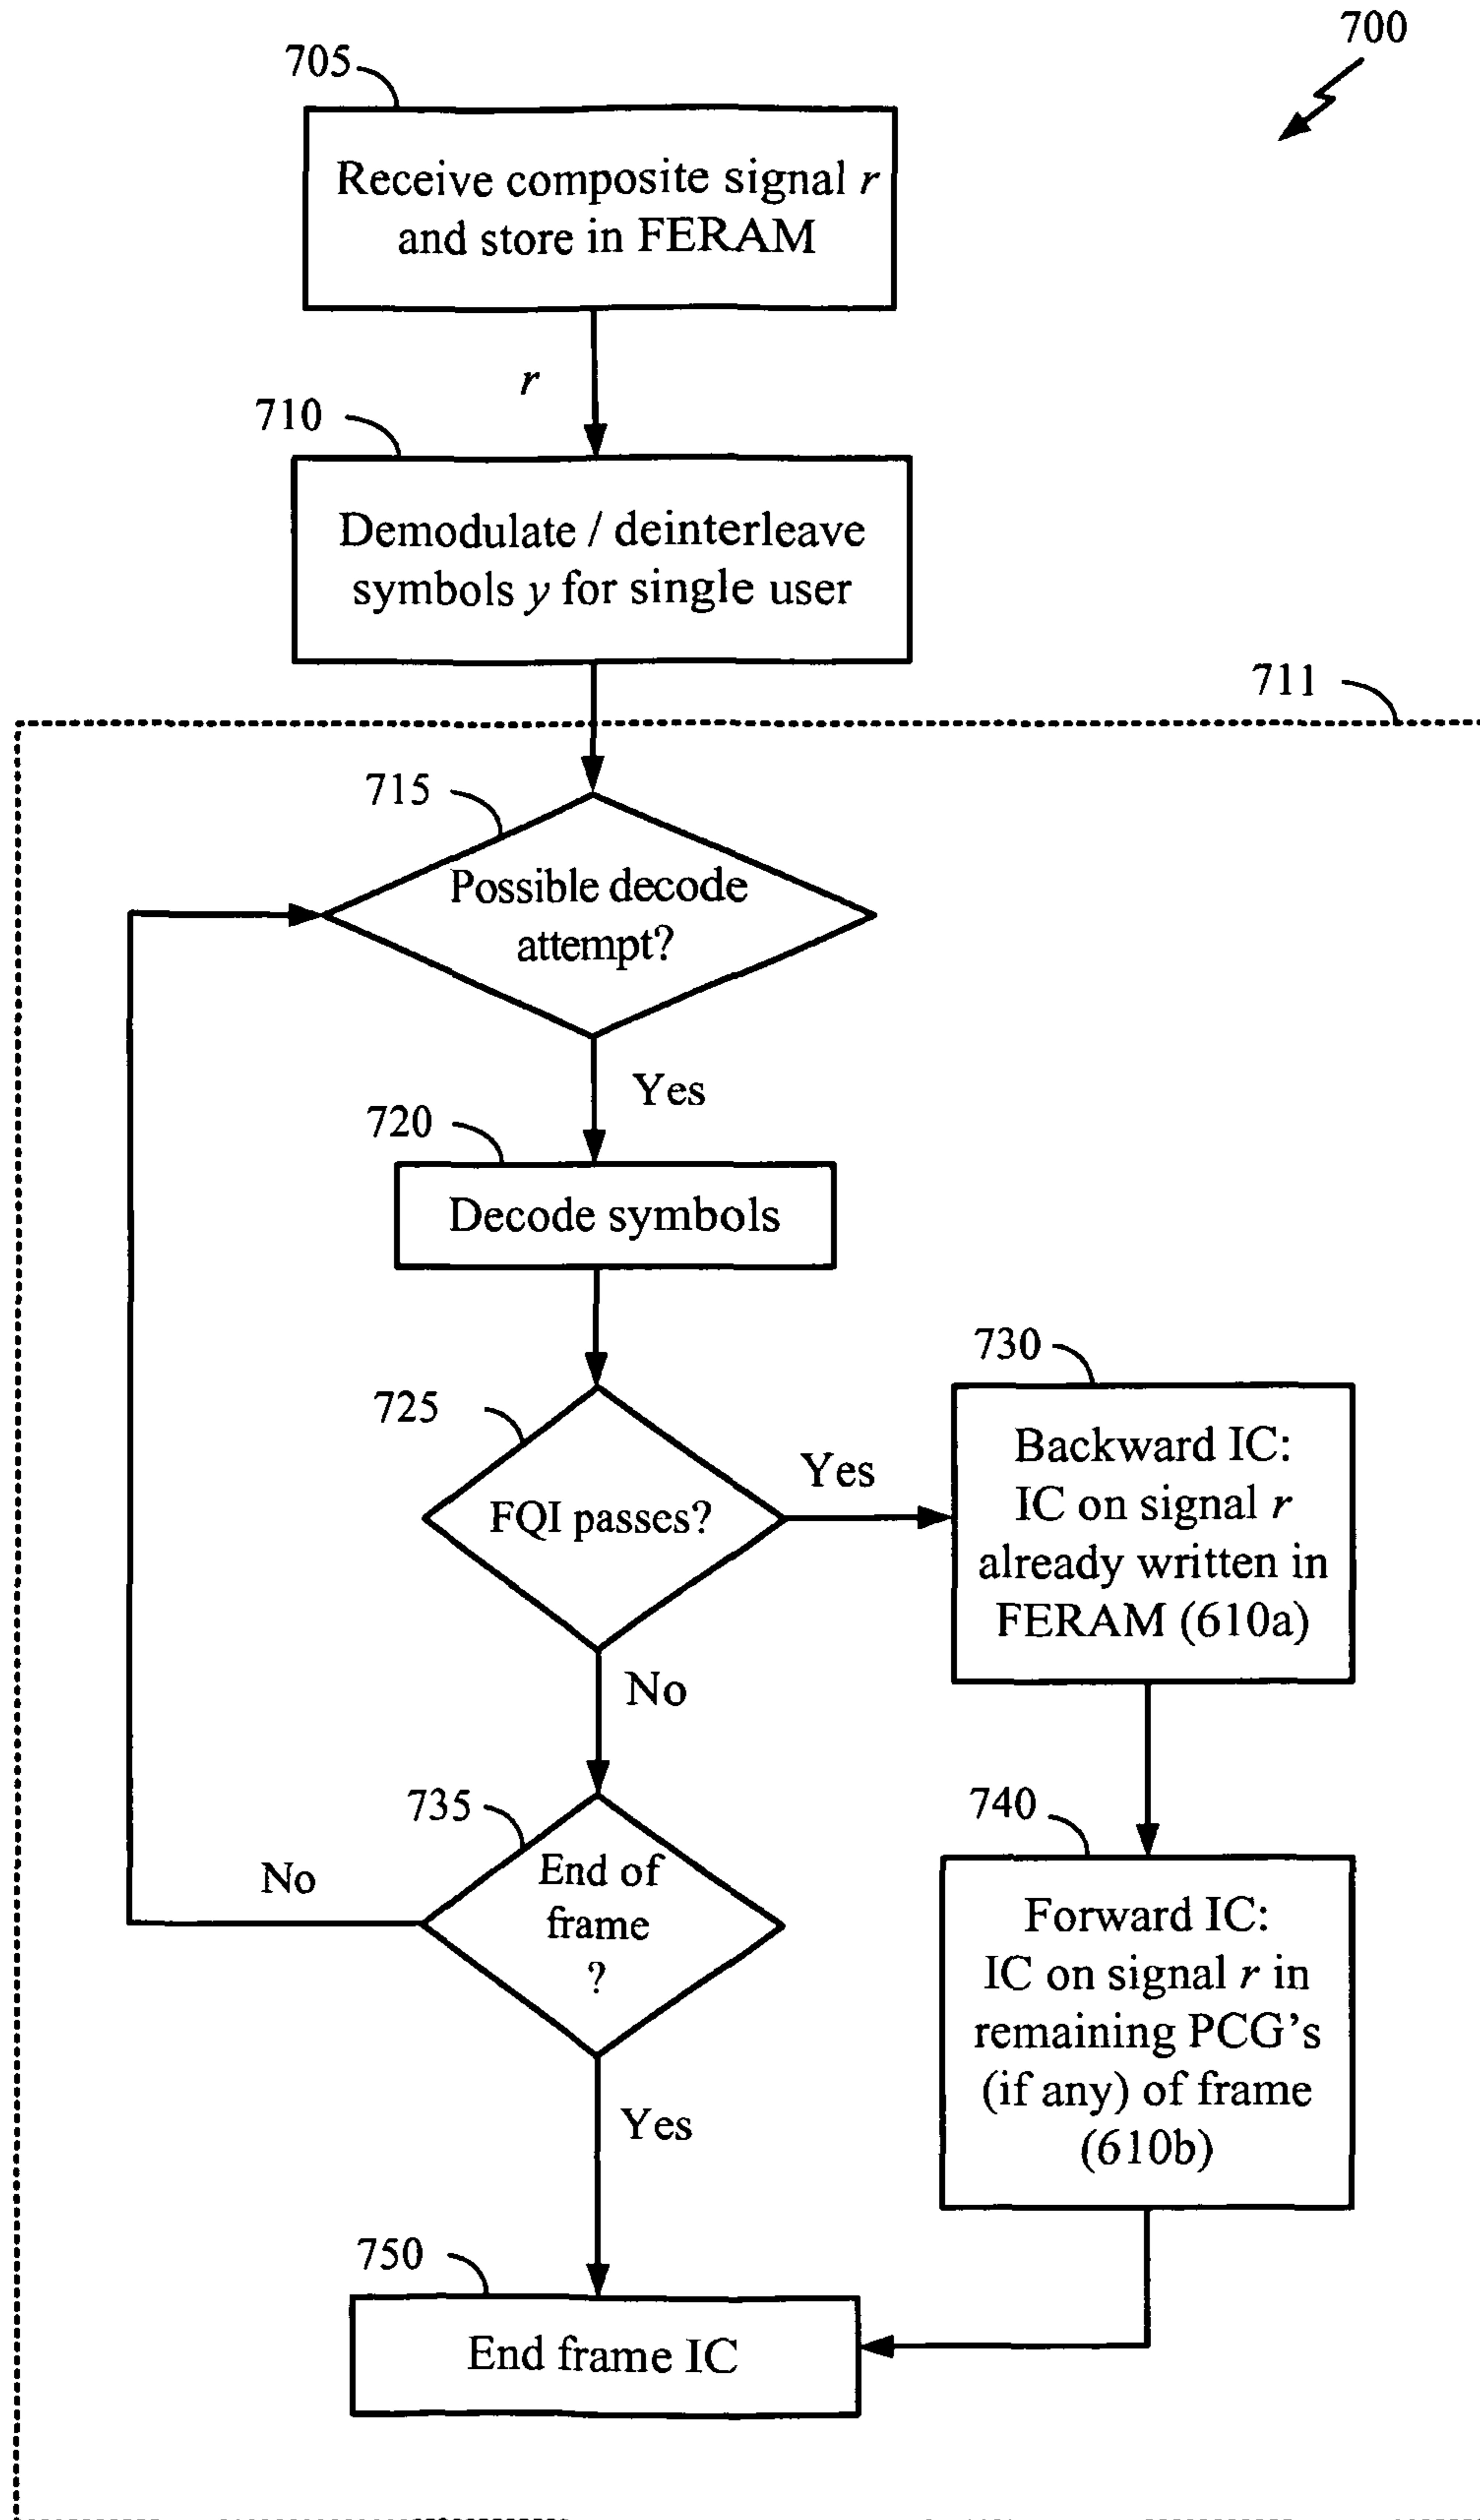 700
705
Receive composite signal r
and store in FERAM
r
710
Demodulate / deinterleave
symbols y for single user
711
715
Possible decode
attempt?
Yes
720
Decode symbols
725
FQI passes?
Yes
730
Backward IC:
IC on signal r
already written in
FERAM (610a)
No
735
End of
frame
?
No
740
Forward IC:
IC on signal r in
remaining PCG's
(if any) of frame
(610b)
Yes
750
End frame IC